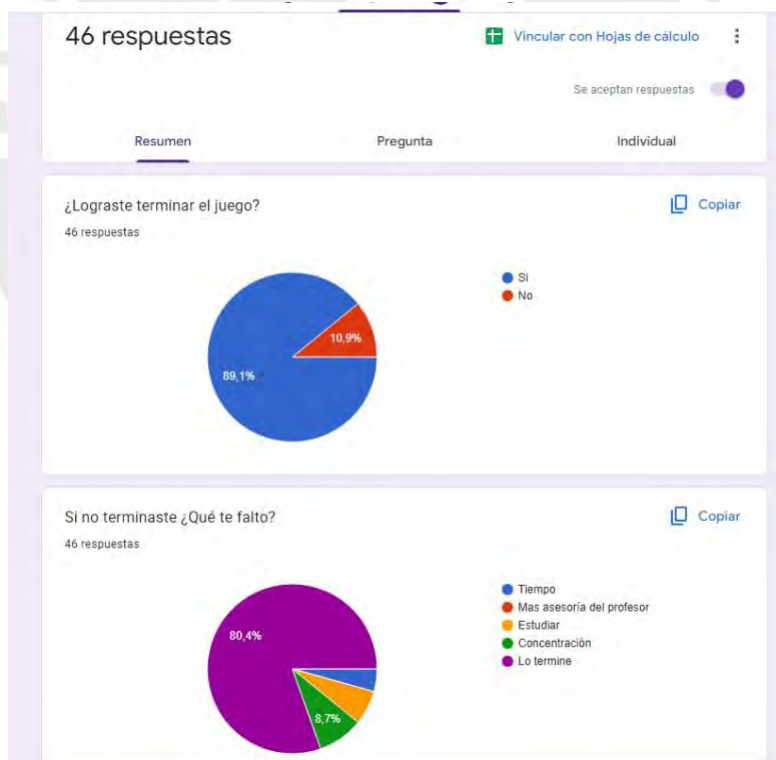 46 respuestas
Vincular con Hojas de cálculo
Se aceptan respuestas
Resumen Pregunta Individual
¿Lograste terminar el juego?
Copiar
46 respuestas
Si
No
10,9%
89,1%
Si no terminaste ¿Qué te falto?
Copiar
46 respuestas
Tiempo
Mas asesoría del profesor
Estudiar
Concentración
Lo termine
80,4%
8,7%